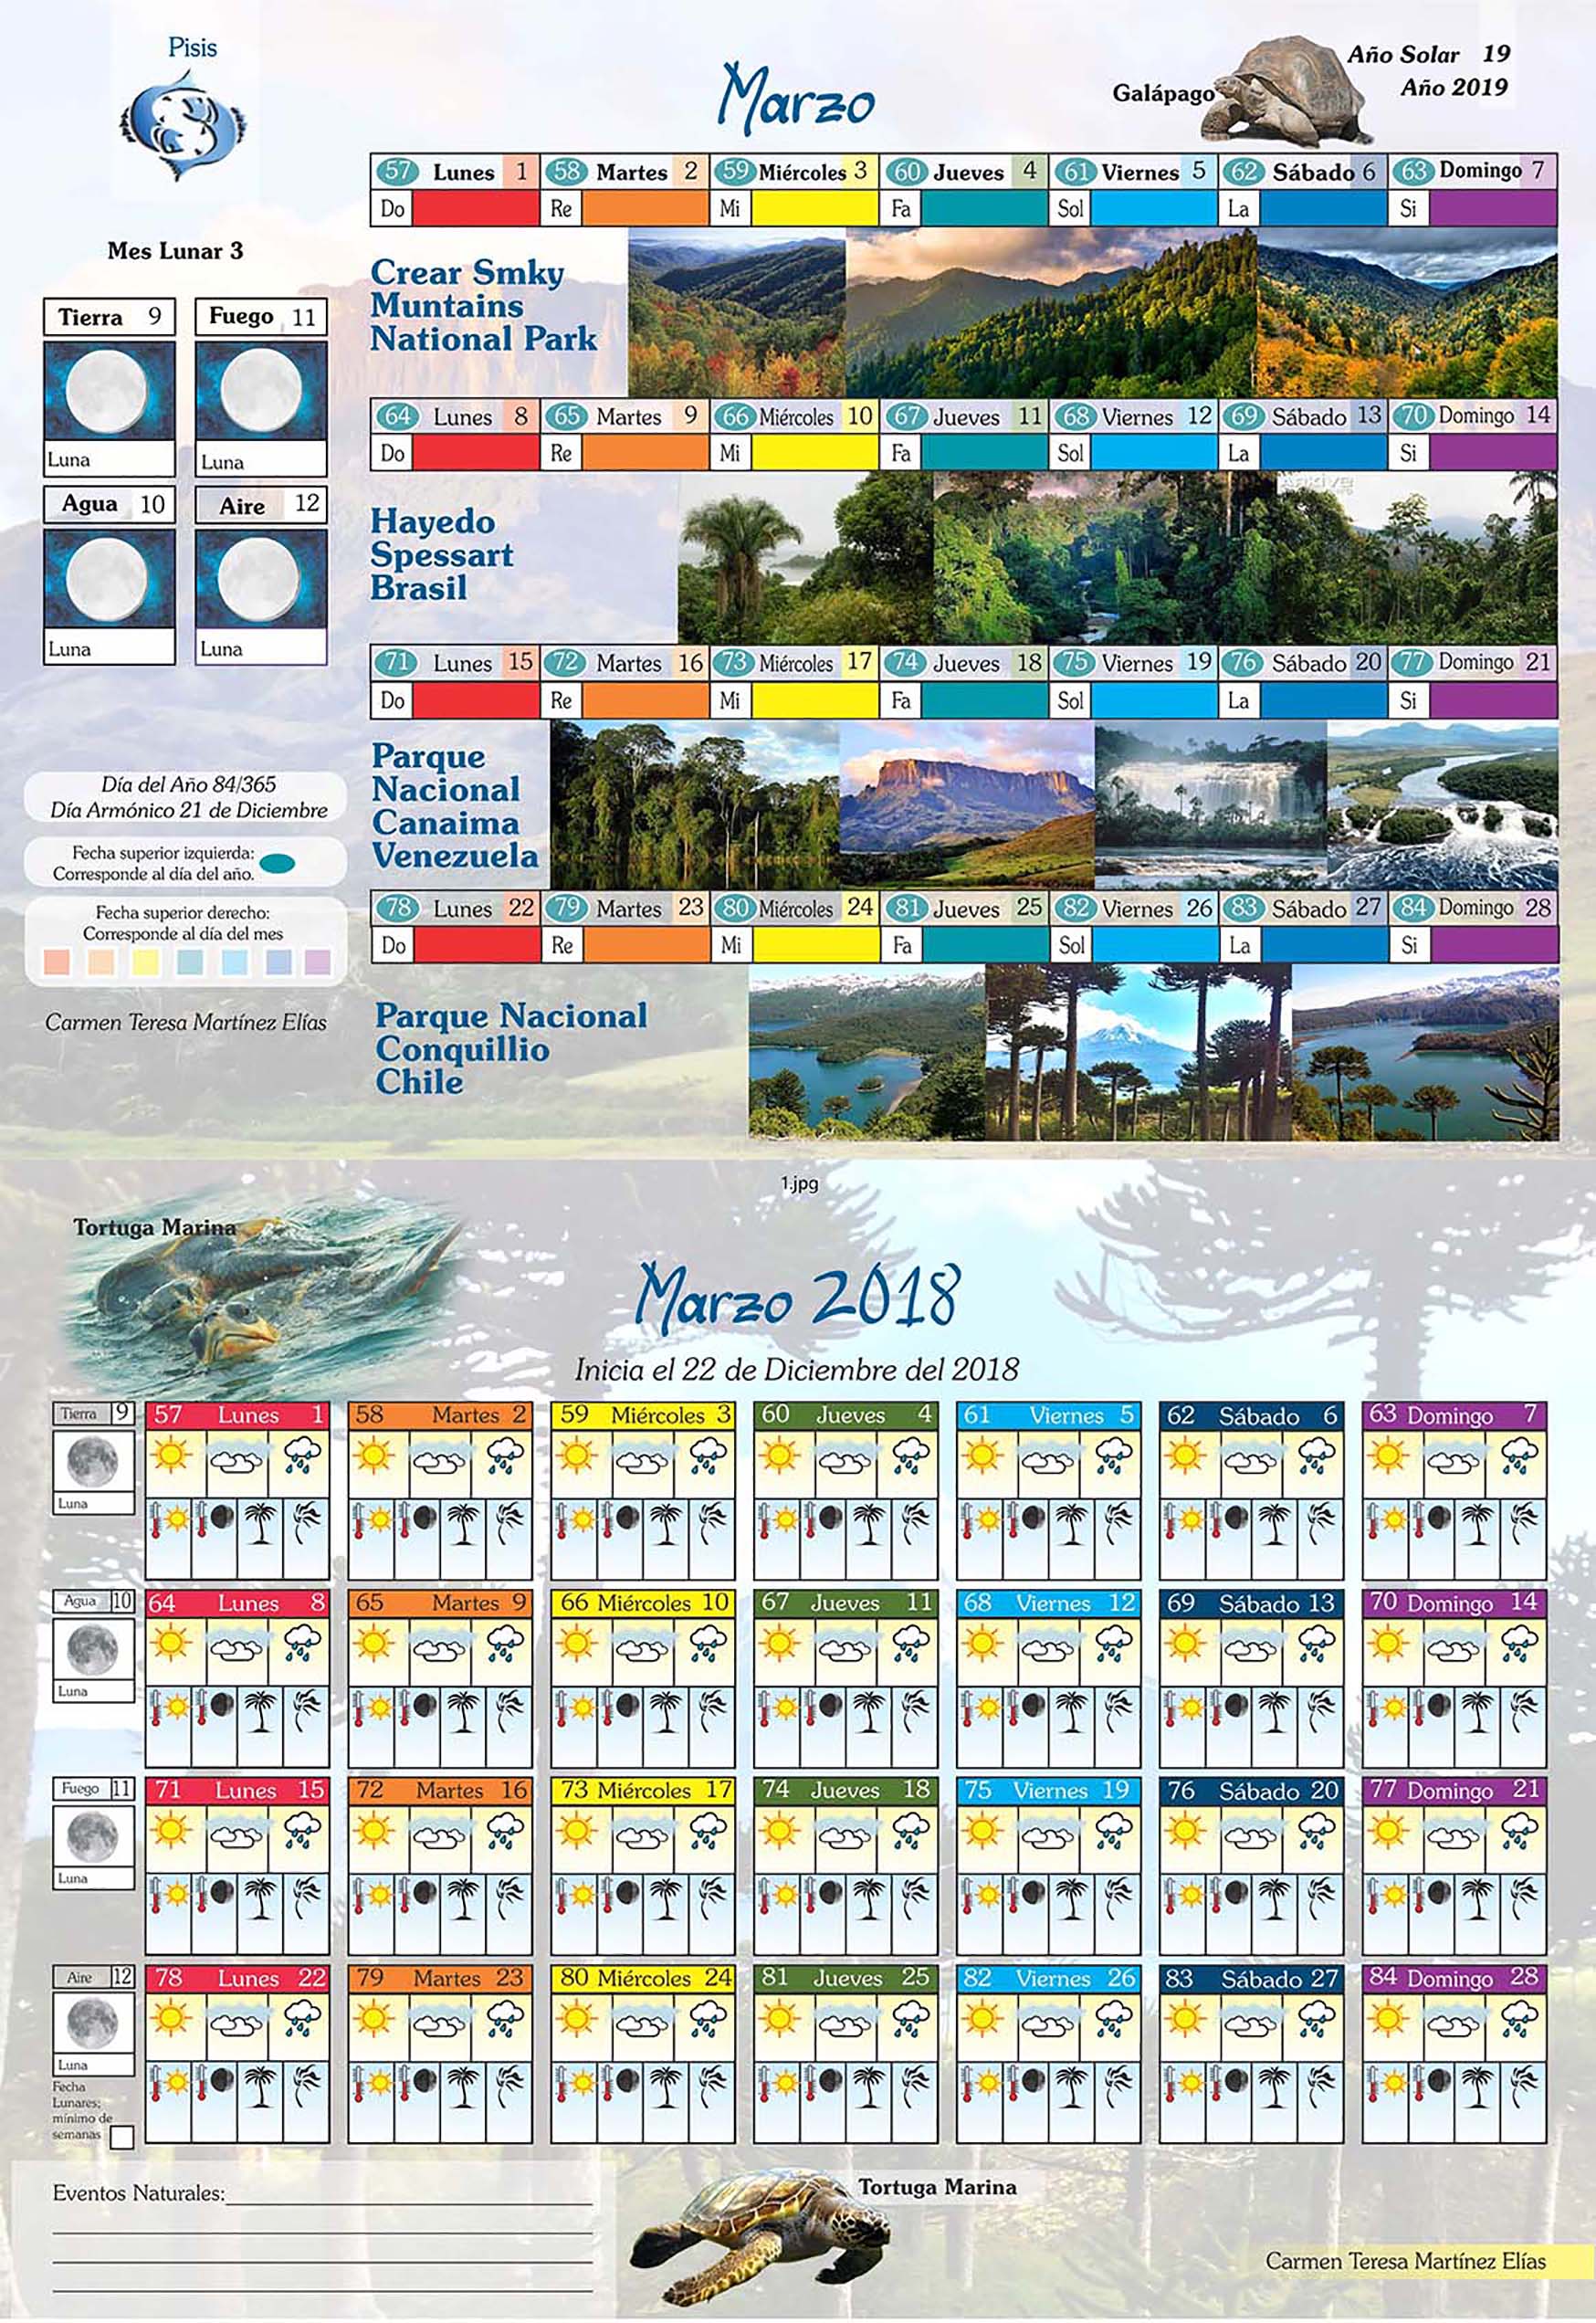 Pisis
Marzo
Galápago
Año Solar 19
Año 2019
57 Lunes 1 58 Martes 2 59 Miércoles 3 60 Jueves 4 61 Viernes 5 62 Sábado 6 63 Domingo 7
Do Re Mi Fa Sol La Si
Mes Lunar 3
Tierra 9 Fuego 11
Luna Luna
Agua 10 Aire 12
Luna Luna
Crear Smky
Muntains
National Park
64 Lunes 8 65 Martes 9 66 Miércoles 10 67 Jueves 11 68 Viernes 12 69 Sábado 13 70 Domingo 14
Do Re Mi Fa Sol La Si
Hayedo
Spessart
Brasil
71 Lunes 15 72 Martes 16 73 Miércoles 17 74 Jueves 18 75 Viernes 19 76 Sábado 20 77 Domingo 21
Do Re Mi Fa Sol La Si
Parque
Nacional
Canaima
Venezuela
Día del Año 84/365
Día Armónico 21 de Diciembre
Fecha superior izquierda:
Corresponde al día del año.
Fecha superior derecho:
Corresponde al día del mes
78 Lunes 22 79 Martes 23 80 Miércoles 24 81 Jueves 25 82 Viernes 26 83 Sábado 27 84 Domingo 28
Do Re Mi Fa Sol La Si
Carmen Teresa Martínez Elías
Parque Nacional
Conquillio
Chile
1.jpg
Tortuga Marina
Marzo 2018
Inicia el 22 de Diciembre del 2018
Tierra 9 57 Lunes 1 58 Martes 2 59 Miércoles 3 60 Jueves 4 61 Viernes 5 62 Sábado 6 63 Domingo 7
Luna
Agua 10 64 Lunes 8 65 Martes 9 66 Miércoles 10 67 Jueves 11 68 Viernes 12 69 Sábado 13 70 Domingo 14
Luna
Fuego 11 71 Lunes 15 72 Martes 16 73 Miércoles 17 74 Jueves 18 75 Viernes 19 76 Sábado 20 77 Domingo 21
Luna
Aire 12 78 Lunes 22 79 Martes 23 80 Miércoles 24 81 Jueves 25 82 Viernes 26 83 Sábado 27 84 Domingo 28
Luna
Fecha
Lunares;
mínimo de
semanas
Eventos Naturales:
Tortuga Marina
Carmen Teresa Martínez Elías